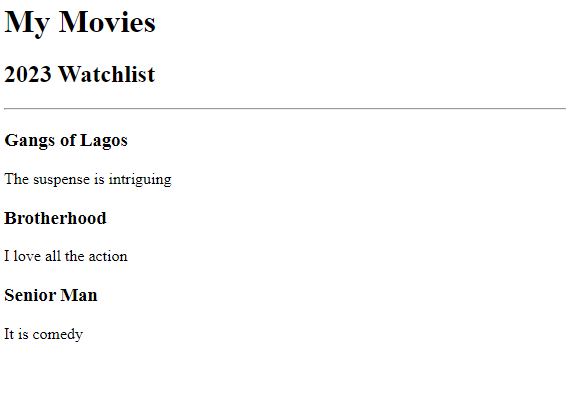 My Movies
2023 Watchlist
Gangs of Lagos
The suspense is intriguing
Brotherhood
I love all the action
Senior Man
It is comedy